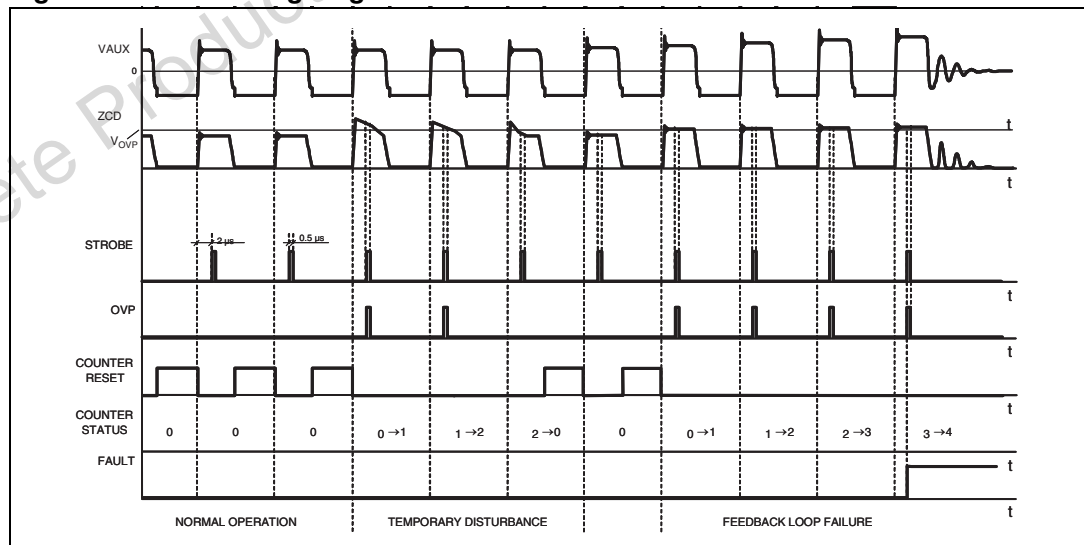 VAUX
0
ZCD
t
VOVP
t
STROBE
2 µs
0.5 µs
t
OVP
t
COUNTER
RESET
t
COUNTER
STATUS
0
0
0
0→1
1→2
2→0
0
0→1
1→2
2→3
3→4
FAULT
t
t
NORMAL OPERATION
TEMPORARY DISTURBANCE
FEEDBACK LOOP FAILURE